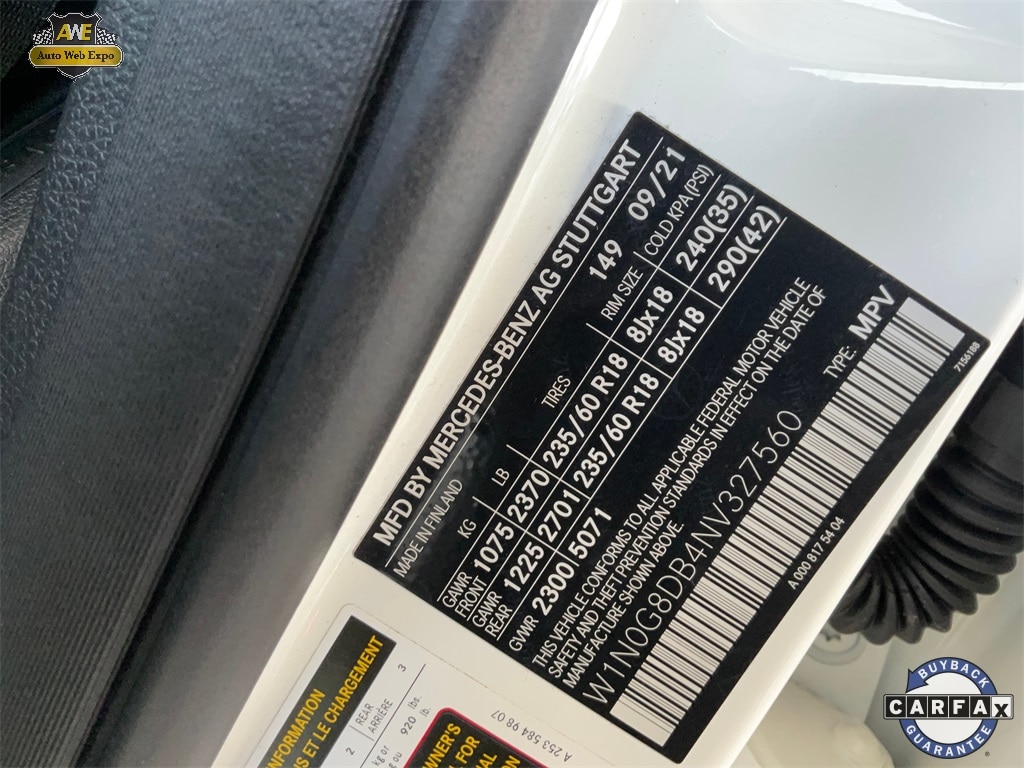 AWE
Auto Web Expo
MFD BY MERCEDES-BENZ AG STUTTGART
MADE IN FINLAND 149 09/21
KG LB TIRES RIM SIZE COLD KPA(PSI)
GAWR FRONT 1075 2370 235/60 R18 8Jx18 240(35)
GAWR REAR 1225 2701 235/60 R18 8Jx18 290(42)
GVWR 2300 5071
THIS VEHICLE CONFORMS TO ALL APPLICABLE FEDERAL MOTOR VEHICLE
SAFETY AND THEFT PREVENTION STANDARDS IN EFFECT ON THE DATE OF
MANUFACTURE SHOWN ABOVE.
W1N0G8DB4NV327560 TYPE: MPV
A 000 817 54 04 7156188
INFORMATION
ET LE CHARGEMENT
2 REAR ARRIÈRE 3
kg or ou 920 lbs. lb.
OWNER'S
FOR
A 253 584 98 07
BUYBACK
CARFAX
GUARANTEE